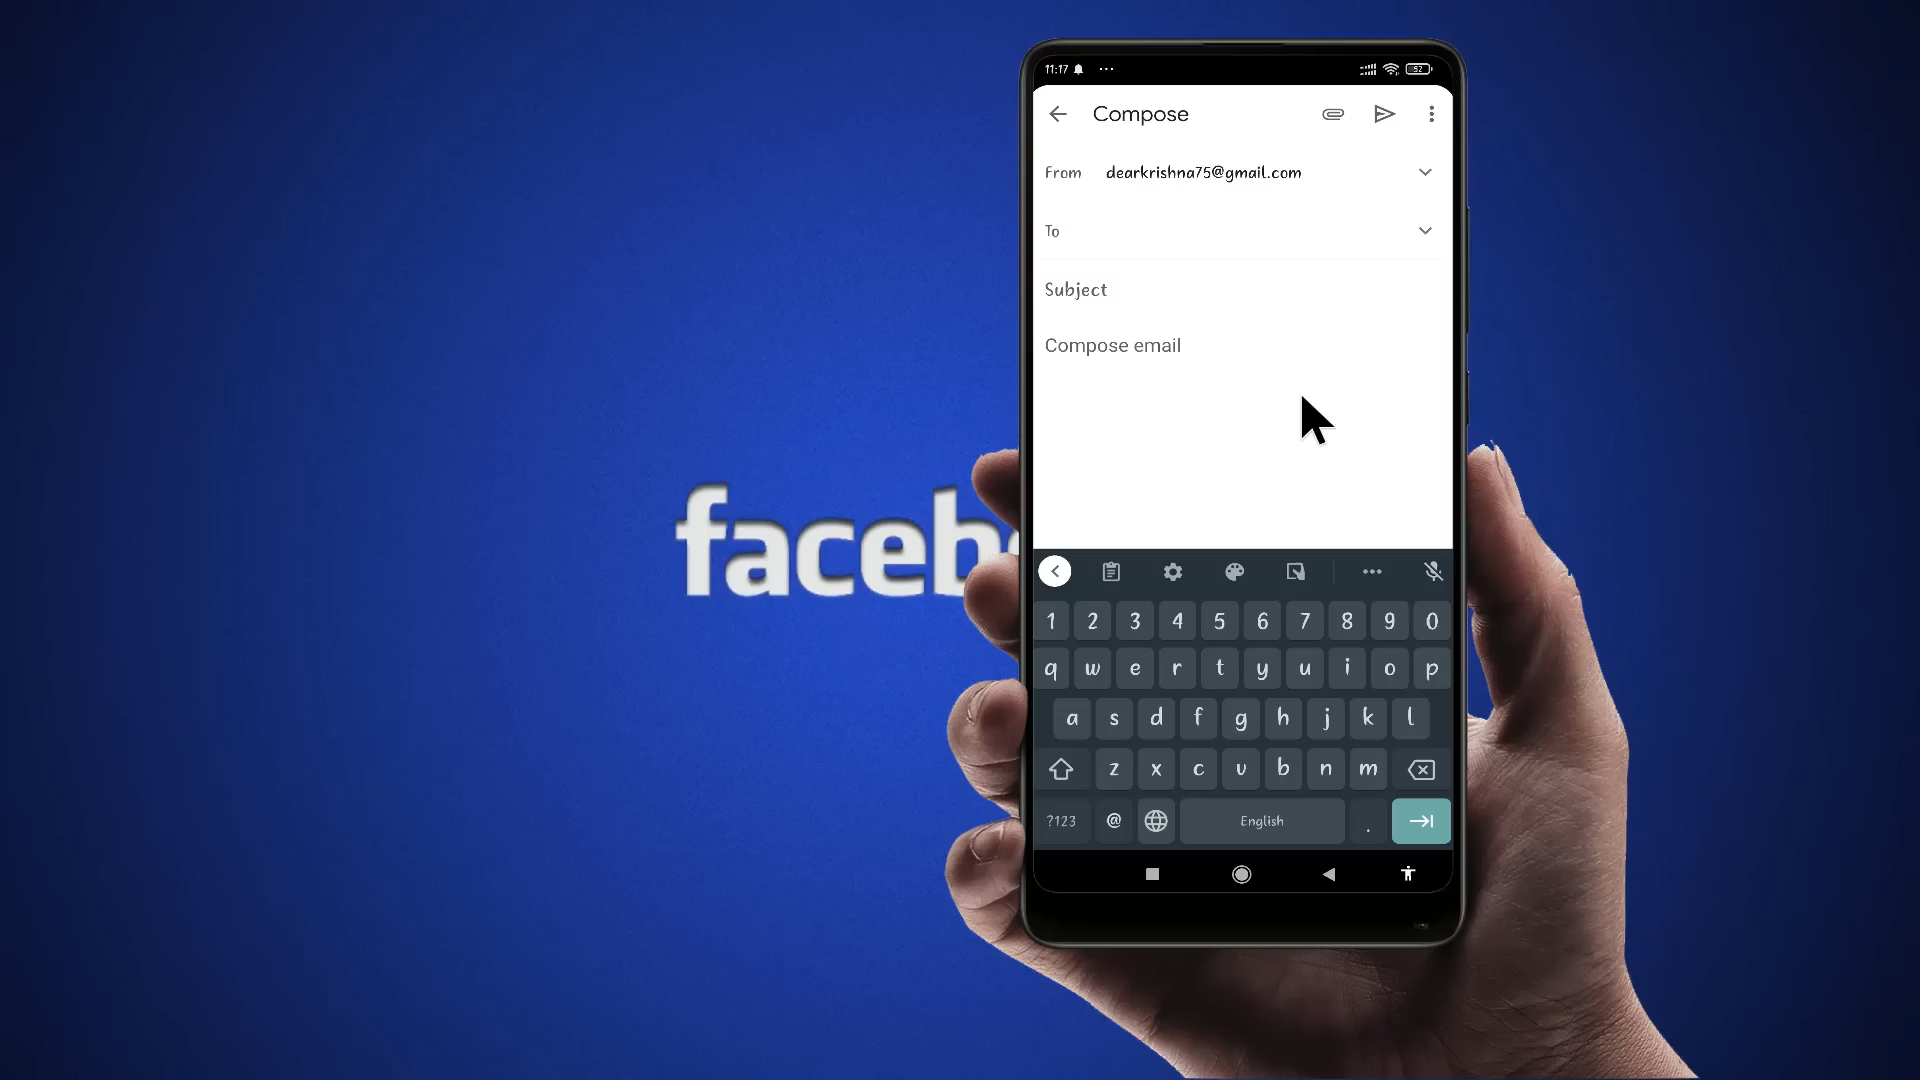 11:17
52
Compose
From dearkrishna75@gmail.com
To
Subject
Compose email
faceb
1 2 3 4 5 6 7 8 9 0
q w e r t y u i o p
a s d f g h j k l
z x c v b n m
?123 @ English .